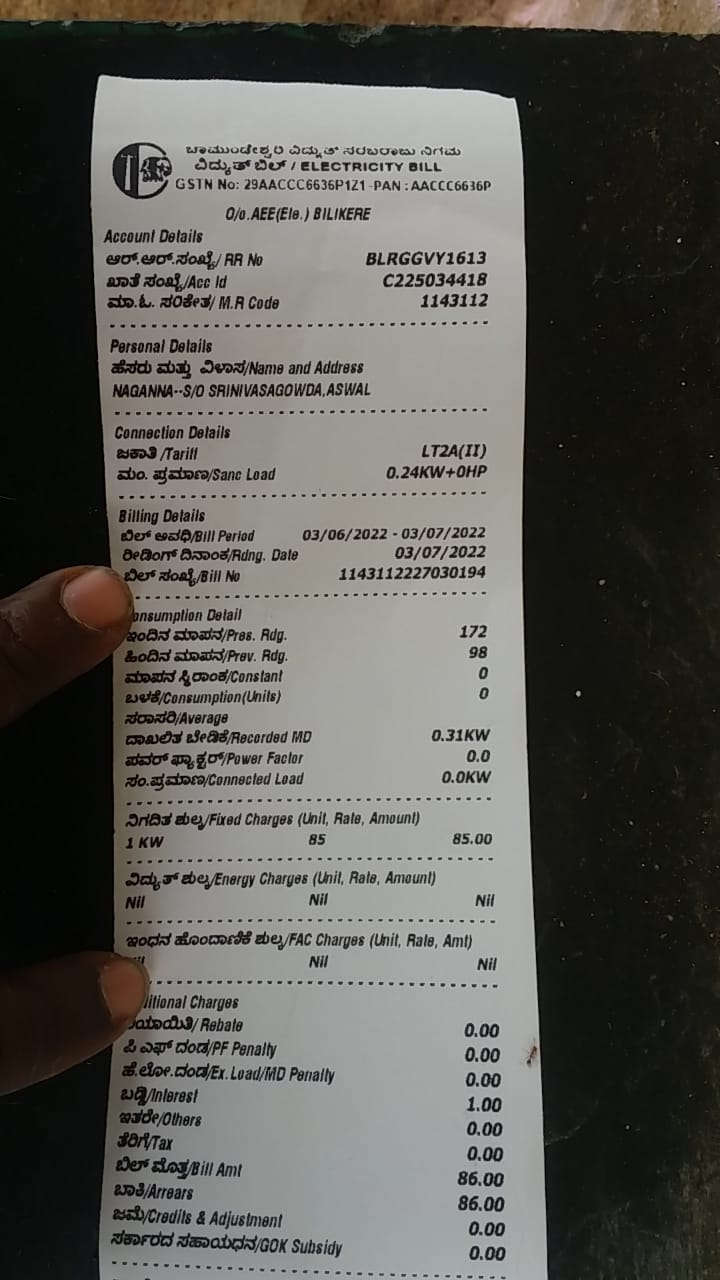 ಚಾಮುಂಡೇಶ್ವರಿ ವಿದ್ಯುತ್ ಸರಬರಾಜು ನಿಗಮ
ವಿದ್ಯುತ್ ಬಿಲ್ / ELECTRICITY BILL
GSTN No: 29AACCC6636P1Z1-PAN : AACCC6636P
O/o.AEE(Ele.) BILIKERE
Account Details
ಆರ್.ಆರ್.ಸಂಖ್ಯೆ/ RR No BLRGGVY1613
ಖಾತೆ ಸಂಖ್ಯೆ/Acc Id C225034418
ಮಾ.ಓ. ಸಂಕೇತ/ M.R Code 1143112
Personal Details
ಹೆಸರು ಮತ್ತು ವಿಳಾಸ/Name and Address
NAGANNA--S/O SRINIVASAGOWDA,ASWAL
Connection Details
ಜಕಾತಿ /Tariff LT2A(II)
ಮಂ. ಪ್ರಮಾಣ/Sanc Load 0.24KW+0HP
Billing Details
ಬಿಲ್ ಅವಧಿ/Bill Period 03/06/2022 - 03/07/2022
ರೀಡಿಂಗ್ ದಿನಾಂಕ/Rdng. Date 03/07/2022
ಬಿಲ್ ಸಂಖ್ಯೆ/Bill No 1143112227030194
onsumption Detail
ಇಂದಿನ ಮಾಪನ/Pres. Rdg. 172
ಹಿಂದಿನ ಮಾಪನ/Prev. Rdg. 98
ಮಾಪನ ಸ್ಥಿರಾಂಕ/Constant 0
ಬಳಕೆ/Consumption(Units) 0
ಸರಾಸರಿ/Average
ದಾಖಲಿತ ಬೇಡಿಕೆ/Recorded MD 0.31KW
ಪವರ್ ಫ್ಯಾಕ್ಟರ್/Power Factor 0.0
ಸಂ.ಪ್ರಮಾಣ/Connected Load 0.0KW
ನಿಗದಿತ ಶುಲ್ಕ/Fixed Charges (Unit, Rate, Amount)
1 KW 85 85.00
ವಿದ್ಯುತ್ ಶುಲ್ಕ/Energy Charges (Unit, Rate, Amount)
Nil Nil Nil
ಇಂಧನ ಹೊಂದಾಣಿಕೆ ಶುಲ್ಕ/FAC Charges (Unit, Rate, Amt)
Nil Nil
itional Charges
ಯಾಯಿತಿ/ Rebate 0.00
ಪಿ ಎಫ್ ದಂಡ/PF Penalty 0.00
ಹೆ.ಲೋ.ದಂಡ/Ex. Load/MD Penalty 0.00
ಬಡ್ಡಿ/Interest 1.00
ಇತರೇ/Others 0.00
ತೆರಿಗೆ/Tax 0.00
ಬಿಲ್ ಮೊತ್ತ/Bill Amt 86.00
ಬಾಕಿ/Arrears 86.00
ಜಮೆ/Credits & Adjustment 0.00
ಸರ್ಕಾರದ ಸಹಾಯಧನ/GOK Subsidy 0.00